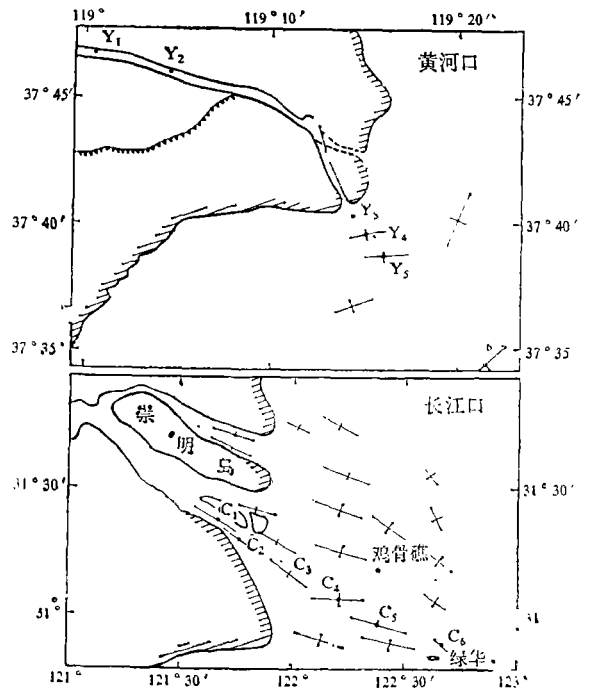 119° 119° 10′ 119° 20′
Y₁
Y₂
黄河口
37° 45′ 37° 45′
37° 40′ 37° 40′
Y₃
Y₄
Y₅
37° 35′ 37° 35′
长江口
崇
明
岛
31° 30′ 31° 30′
C₁
C₂
C₃
鸡骨礁
C₄
C₅
31° 31
C₆
绿华
121° 121° 30′ 122° 122° 30′ 123°